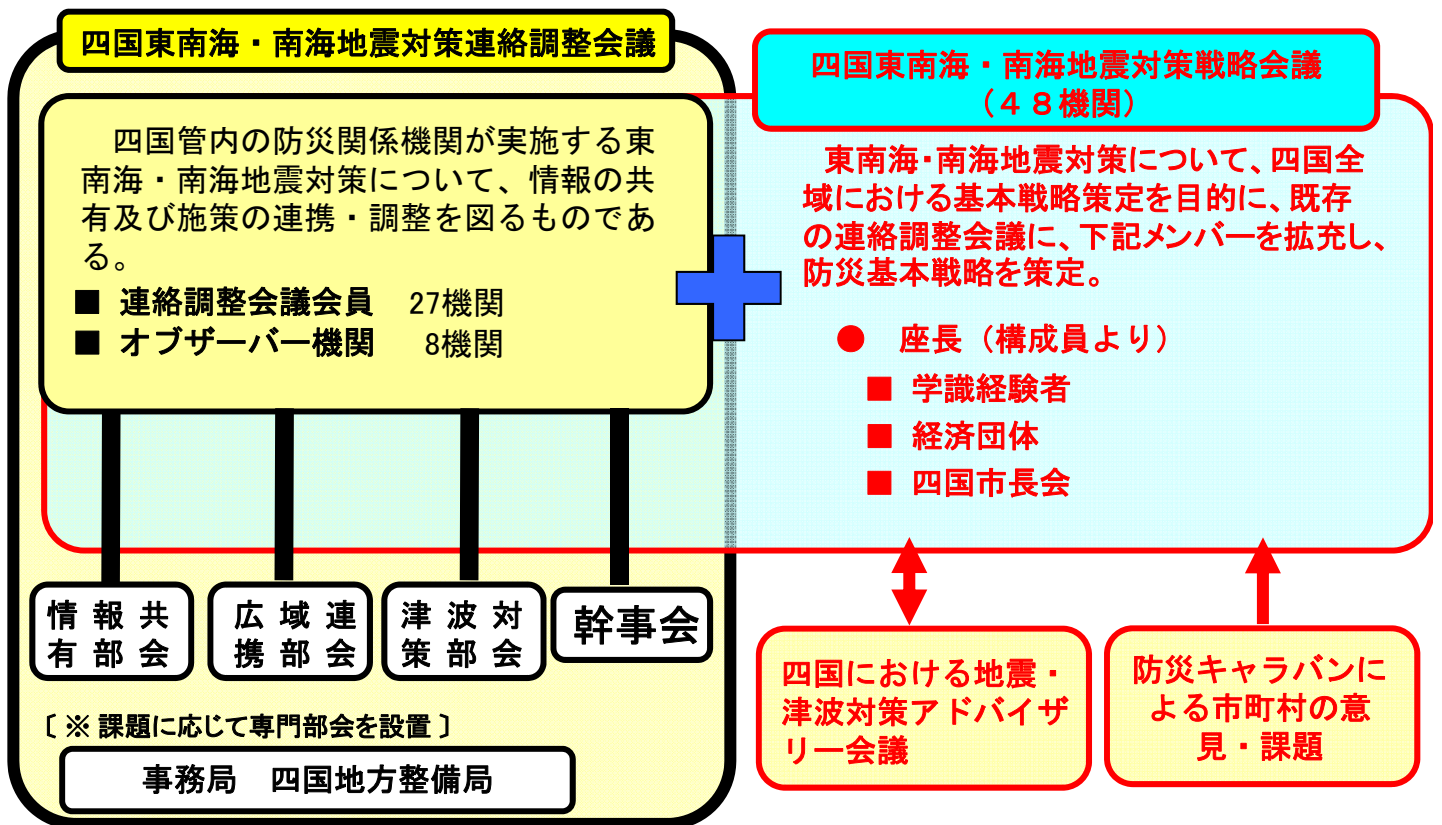 四国東南海・南海地震対策連絡調整会議
四国管内の防災関係機関が実施する東
南海・南海地震対策について、情報の共
有及び施策の連携・調整を図るものであ
る。
■ 連絡調整会議会員 27機関
■ オブザーバー機関 8機関
情報共
有部会
広域連
携部会
津波対
策部会
幹事会
〔※課題に応じて専門部会を設置〕
事務局 四国地方整備局
四国東南海・南海地震対策戦略会議
（４８機関）
東南海・南海地震対策について、四国全
域における基本戦略策定を目的に、既存
の連絡調整会議に、下記メンバーを拡充し、
防災基本戦略を策定。
● 座長（構成員より）
■ 学識経験者
■ 経済団体
■ 四国市長会
四国における地震・
津波対策アドバイザ
リー会議
防災キャラバンに
よる市町村の意
見・課題